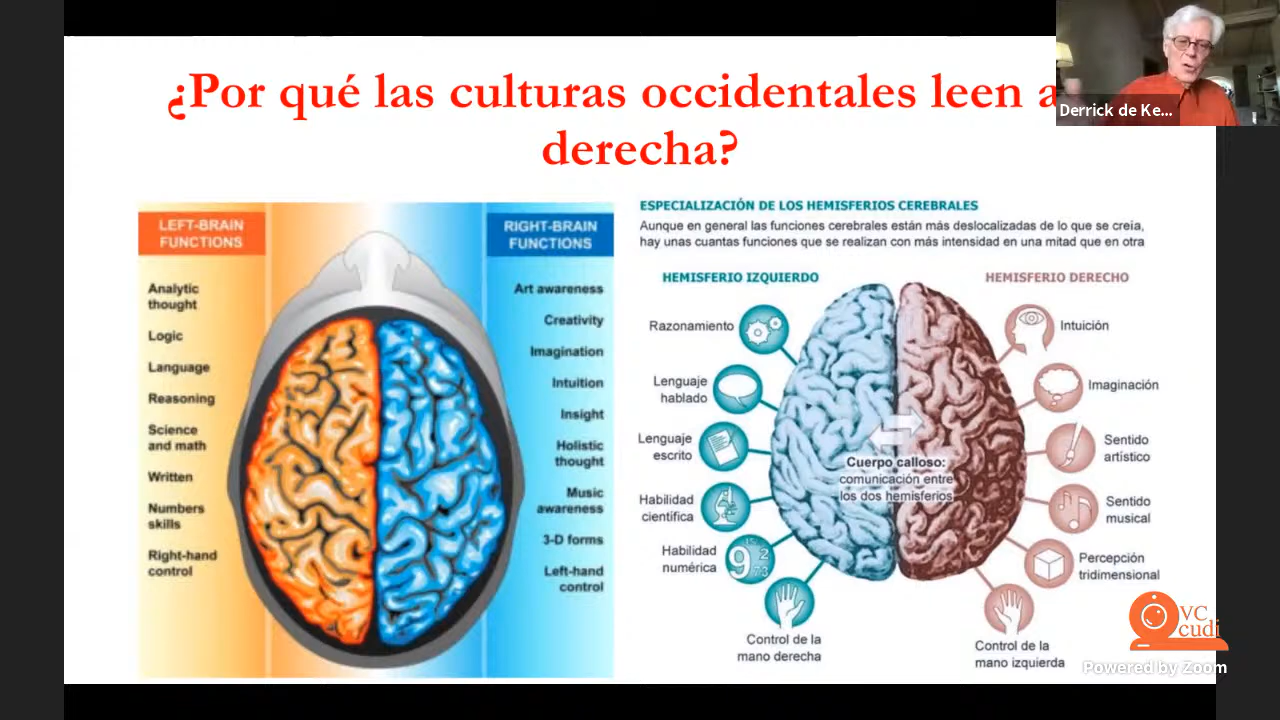 ¿Por qué las culturas occidentales leen a
derecha?
Derrick de Ke...
LEFT-BRAIN
FUNCTIONS
Analytic
thought
Logic
Language
Reasoning
Science
and math
Written
Numbers
skills
Right-hand
control
RIGHT-BRAIN
FUNCTIONS
Art awareness
Creativity
Imagination
Intuition
Insight
Holistic
thought
Music
awareness
3-D forms
Left-hand
control
ESPECIALIZACIÓN DE LOS HEMISFERIOS CEREBRALES
Aunque en general las funciones cerebrales están más deslocalizadas de lo que se creía,
hay unas cuantas funciones que se realizan con más intensidad en una mitad que en otra
HEMISFERIO IZQUIERDO
Razonamiento
Lenguaje
hablado
Lenguaje
escrito
Habilidad
científica
Habilidad
numérica
Control de la
mano derecha
Cuerpo calloso:
comunicación entre
los dos hemisferios
HEMISFERIO DERECHO
Intuición
Imaginación
Sentido
artístico
Sentido
musical
Percepción
tridimensional
Control de la
mano izquierda
VC
cudi
Powered by Zoom